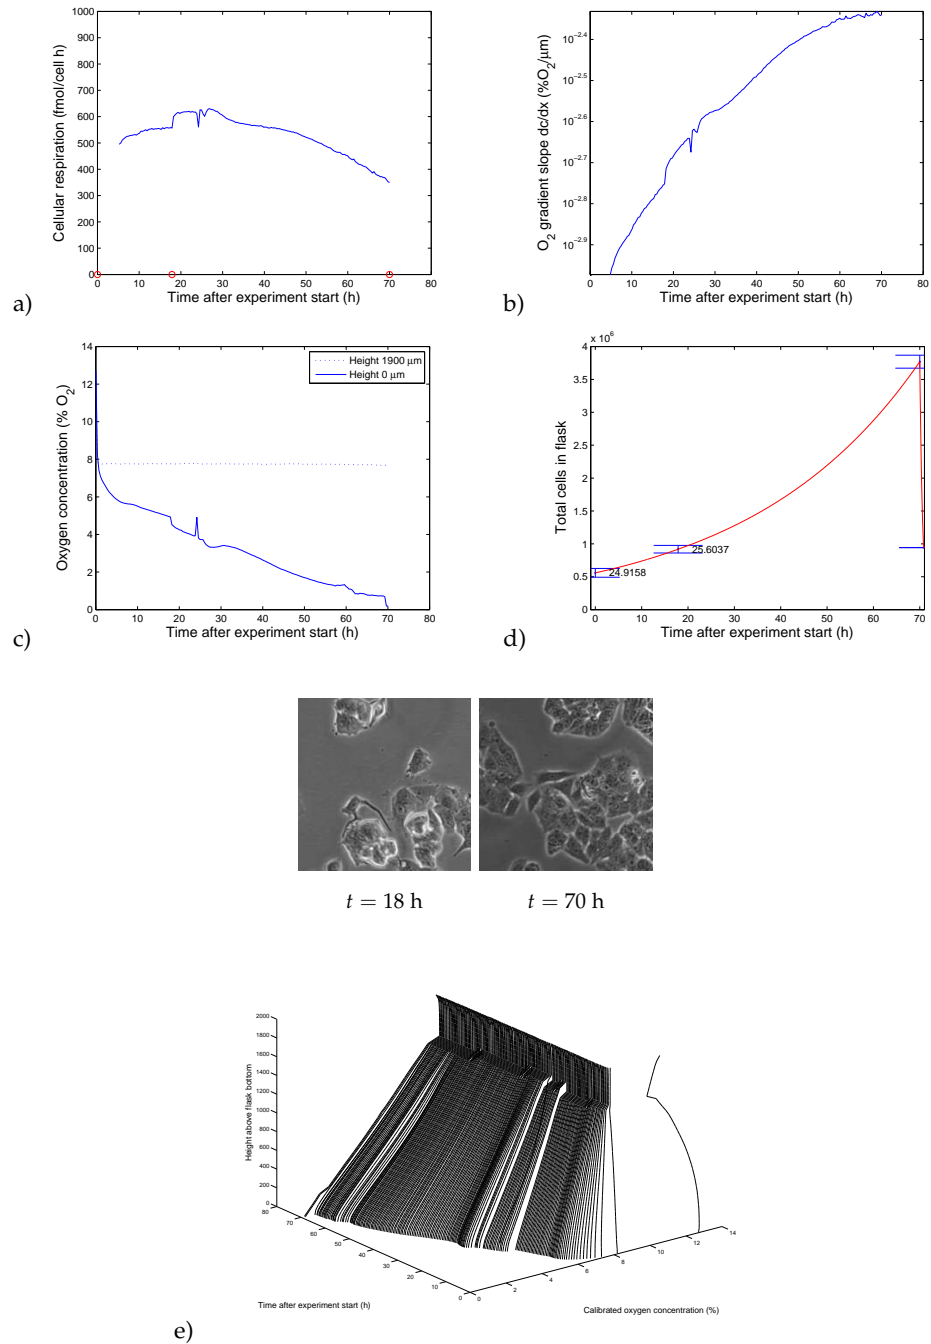 1000
900
800
700
600
500
400
300
200
100
0
0 10 20 30 40 50 60 70 80
Cellular respiration (fmol/cell h)
Time after experiment start (h)
a)
10^−2.4
10^−2.5
10^−2.6
10^−2.7
10^−2.8
10^−2.9
0 10 20 30 40 50 60 70 80
O2 gradient slope dc/dx (%O2/μm)
Time after experiment start (h)
b)
14
12
10
8
6
4
2
0
0 10 20 30 40 50 60 70 80
Oxygen concentration (% O2)
Time after experiment start (h)
Height 1900 μm
Height 0 μm
c)
x 10^6
4
3.5
3
2.5
2
1.5
1
0.5
0
0 10 20 30 40 50 60 70
Total cells in flask
Time after experiment start (h)
25.6037
24.9158
d)
t = 18 h
t = 70 h
2000
1800
1600
1400
1200
1000
800
600
400
200
0
Height above flask bottom
80
70
60
50
40
30
20
10
0
Time after experiment start (h)
0
2
4
6
8
10
12
14
Calibrated oxygen concentration (%)
e)